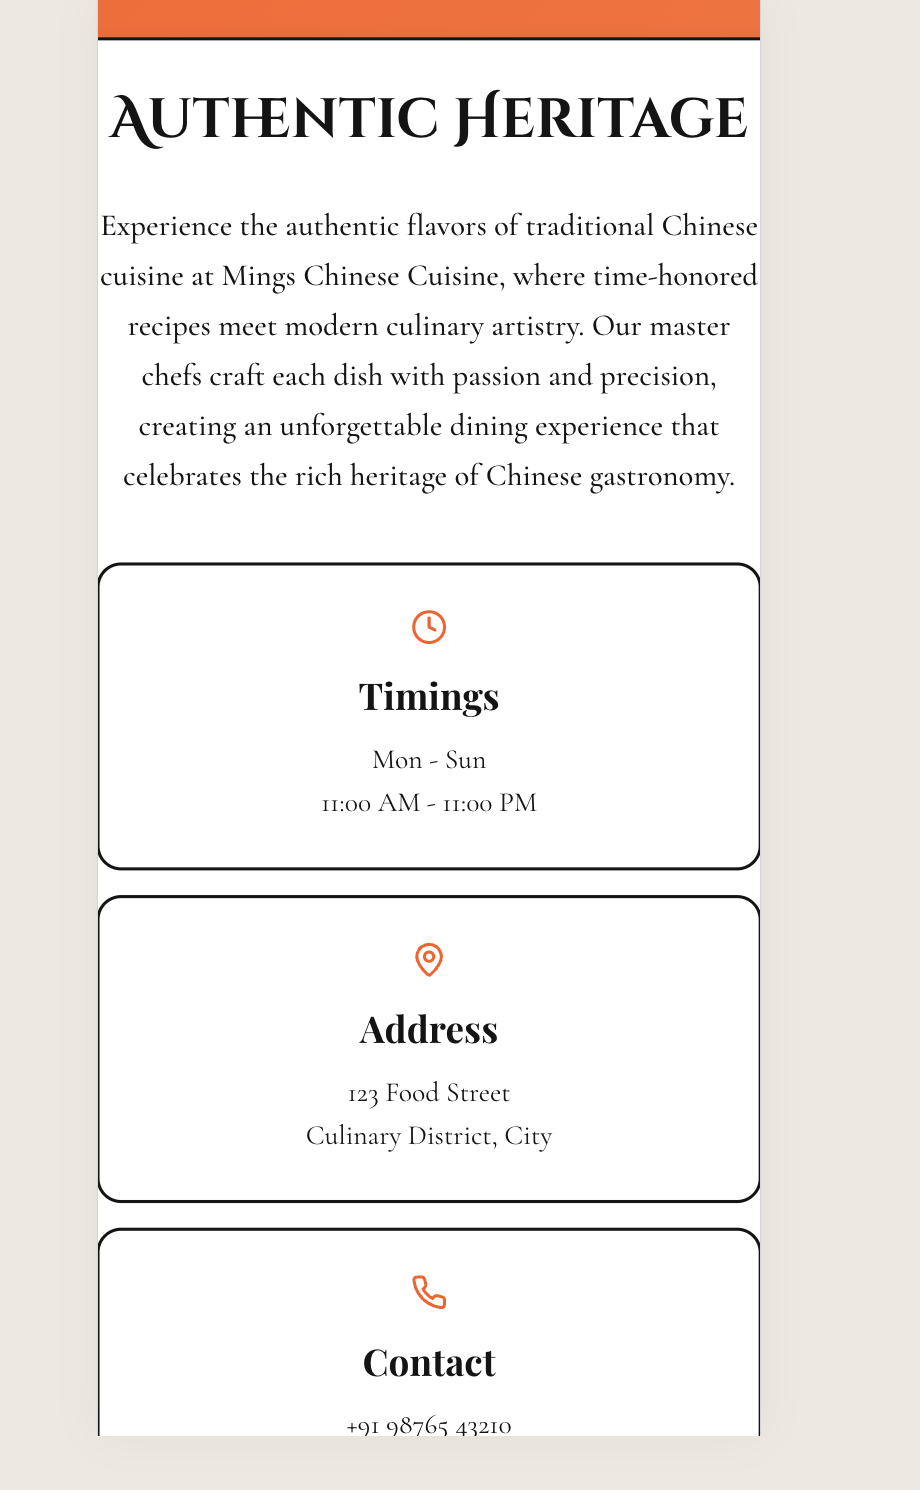 Authentic Heritage
Experience the authentic flavors of traditional Chinese
cuisine at Mings Chinese Cuisine, where time-honored
recipes meet modern culinary artistry. Our master
chefs craft each dish with passion and precision,
creating an unforgettable dining experience that
celebrates the rich heritage of Chinese gastronomy.
Timings
Mon - Sun
11:00 AM - 11:00 PM
Address
123 Food Street
Culinary District, City
Contact
+91 98765 43210